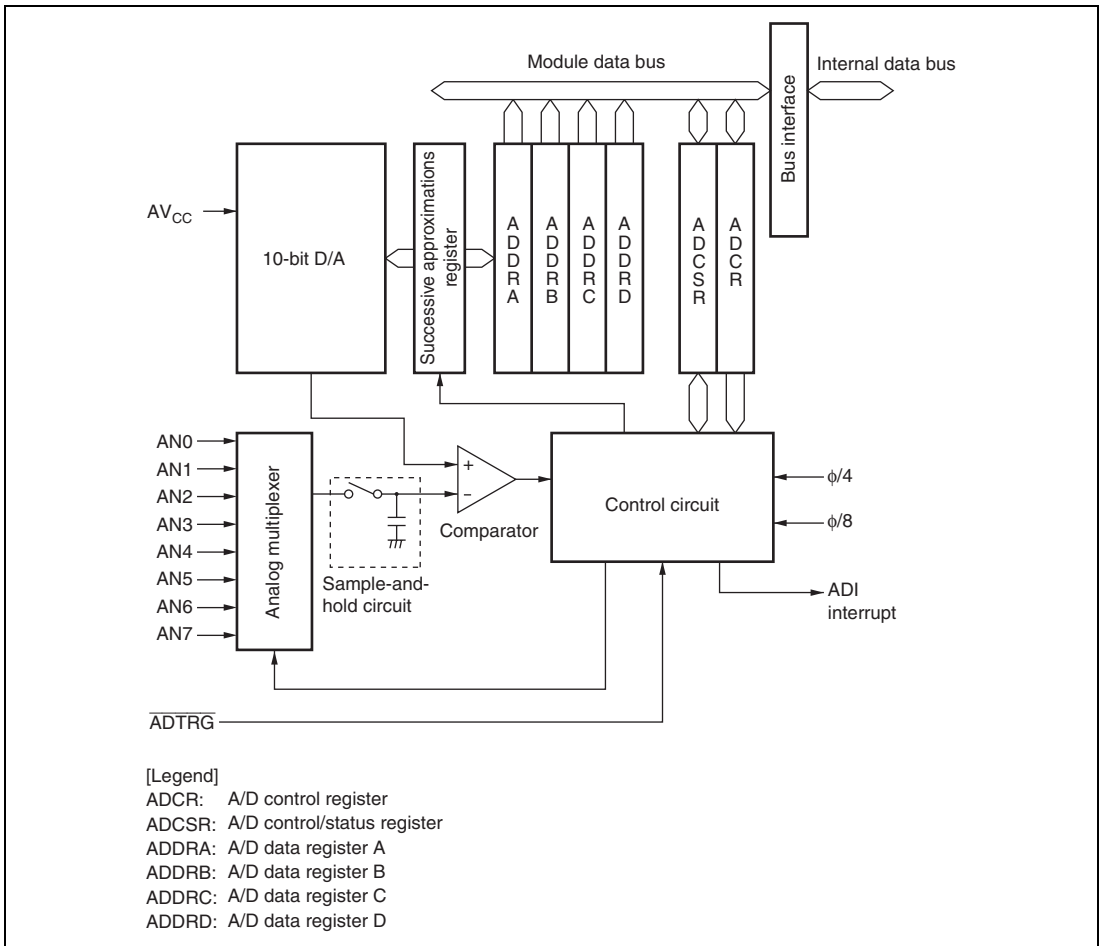 Module data bus
Internal data bus
Bus interface
AVCC
10-bit D/A
Successive approximations
register
ADDRA
ADDRB
ADDRC
ADDRD
ADCSR
ADCR
AN0
AN1
AN2
AN3
AN4
AN5
AN6
AN7
Analog multiplexer
Sample-and-
hold circuit
+
−
Comparator
Control circuit
ϕ/4
ϕ/8
ADI
interrupt
ADTRG
[Legend]
ADCR: A/D control register
ADCSR: A/D control/status register
ADDRA: A/D data register A
ADDRB: A/D data register B
ADDRC: A/D data register C
ADDRD: A/D data register D